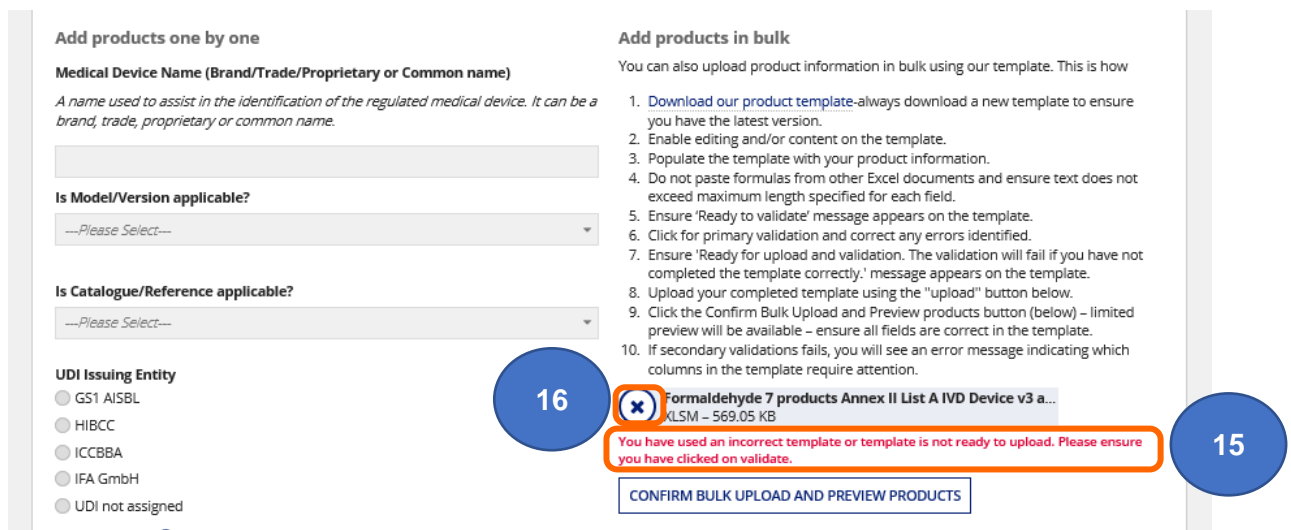 Add products one by one
Medical Device Name (Brand/Trade/Proprietary or Common name)
A name used to assist in the identification of the regulated medical device. It can be a
brand, trade, proprietary or common name.
Is Model/Version applicable?
---Please Select---
Is Catalogue/Reference applicable?
---Please Select---
UDI Issuing Entity
GS1 AISBL
HIBCC
ICCBBA
IFA GmbH
UDI not assigned
Add products in bulk
You can also upload product information in bulk using our template. This is how
1. Download our product template-always download a new template to ensure
you have the latest version.
2. Enable editing and/or content on the template.
3. Populate the template with your product information.
4. Do not paste formulas from other Excel documents and ensure text does not
exceed maximum length specified for each field.
5. Ensure 'Ready to validate' message appears on the template.
6. Click for primary validation and correct any errors identified.
7. Ensure 'Ready for upload and validation. The validation will fail if you have not
completed the template correctly.' message appears on the template.
8. Upload your completed template using the "upload" button below.
9. Click the Confirm Bulk Upload and Preview products button (below) – limited
preview will be available – ensure all fields are correct in the template.
10. If secondary validations fails, you will see an error message indicating which
columns in the template require attention.
16
Formaldehyde 7 products Annex II List A IVD Device v3 a...
XLSM – 569.05 KB
You have used an incorrect template or template is not ready to upload. Please ensure
you have clicked on validate.
15
CONFIRM BULK UPLOAD AND PREVIEW PRODUCTS